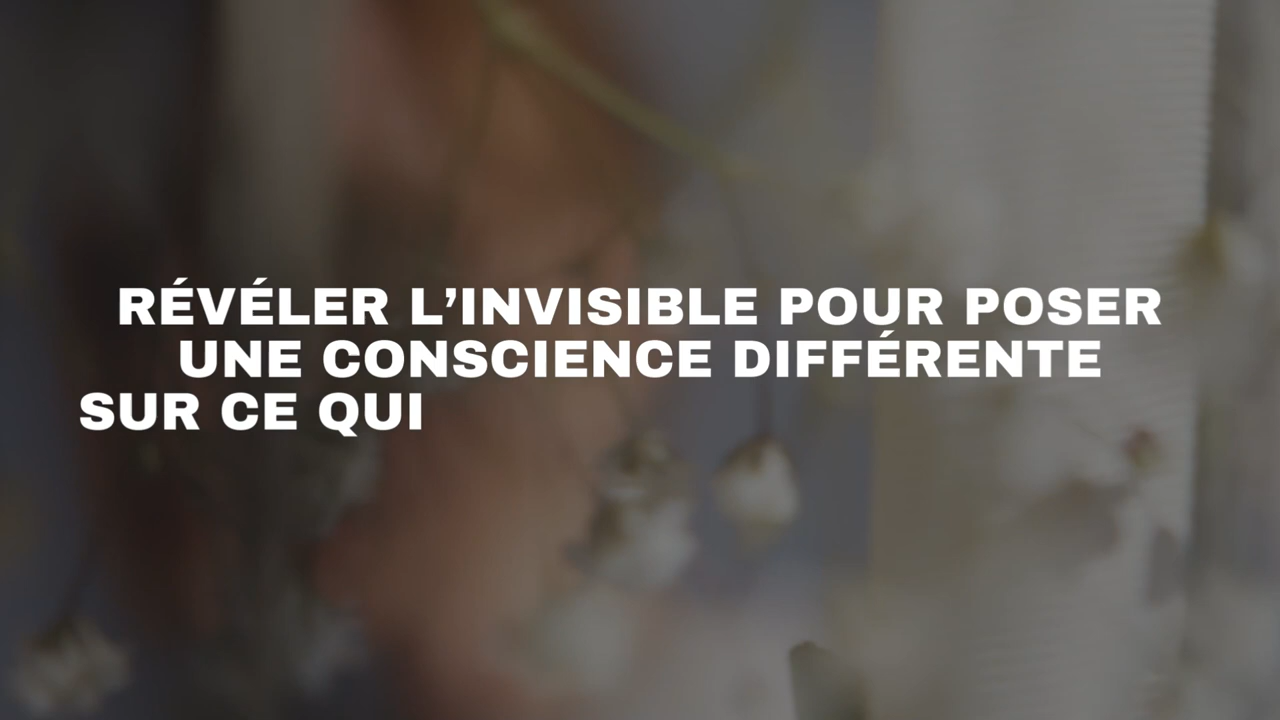 RÉVÉLER L’INVISIBLE POUR POSER
UNE CONSCIENCE DIFFÉRENTE
SUR CE QUI